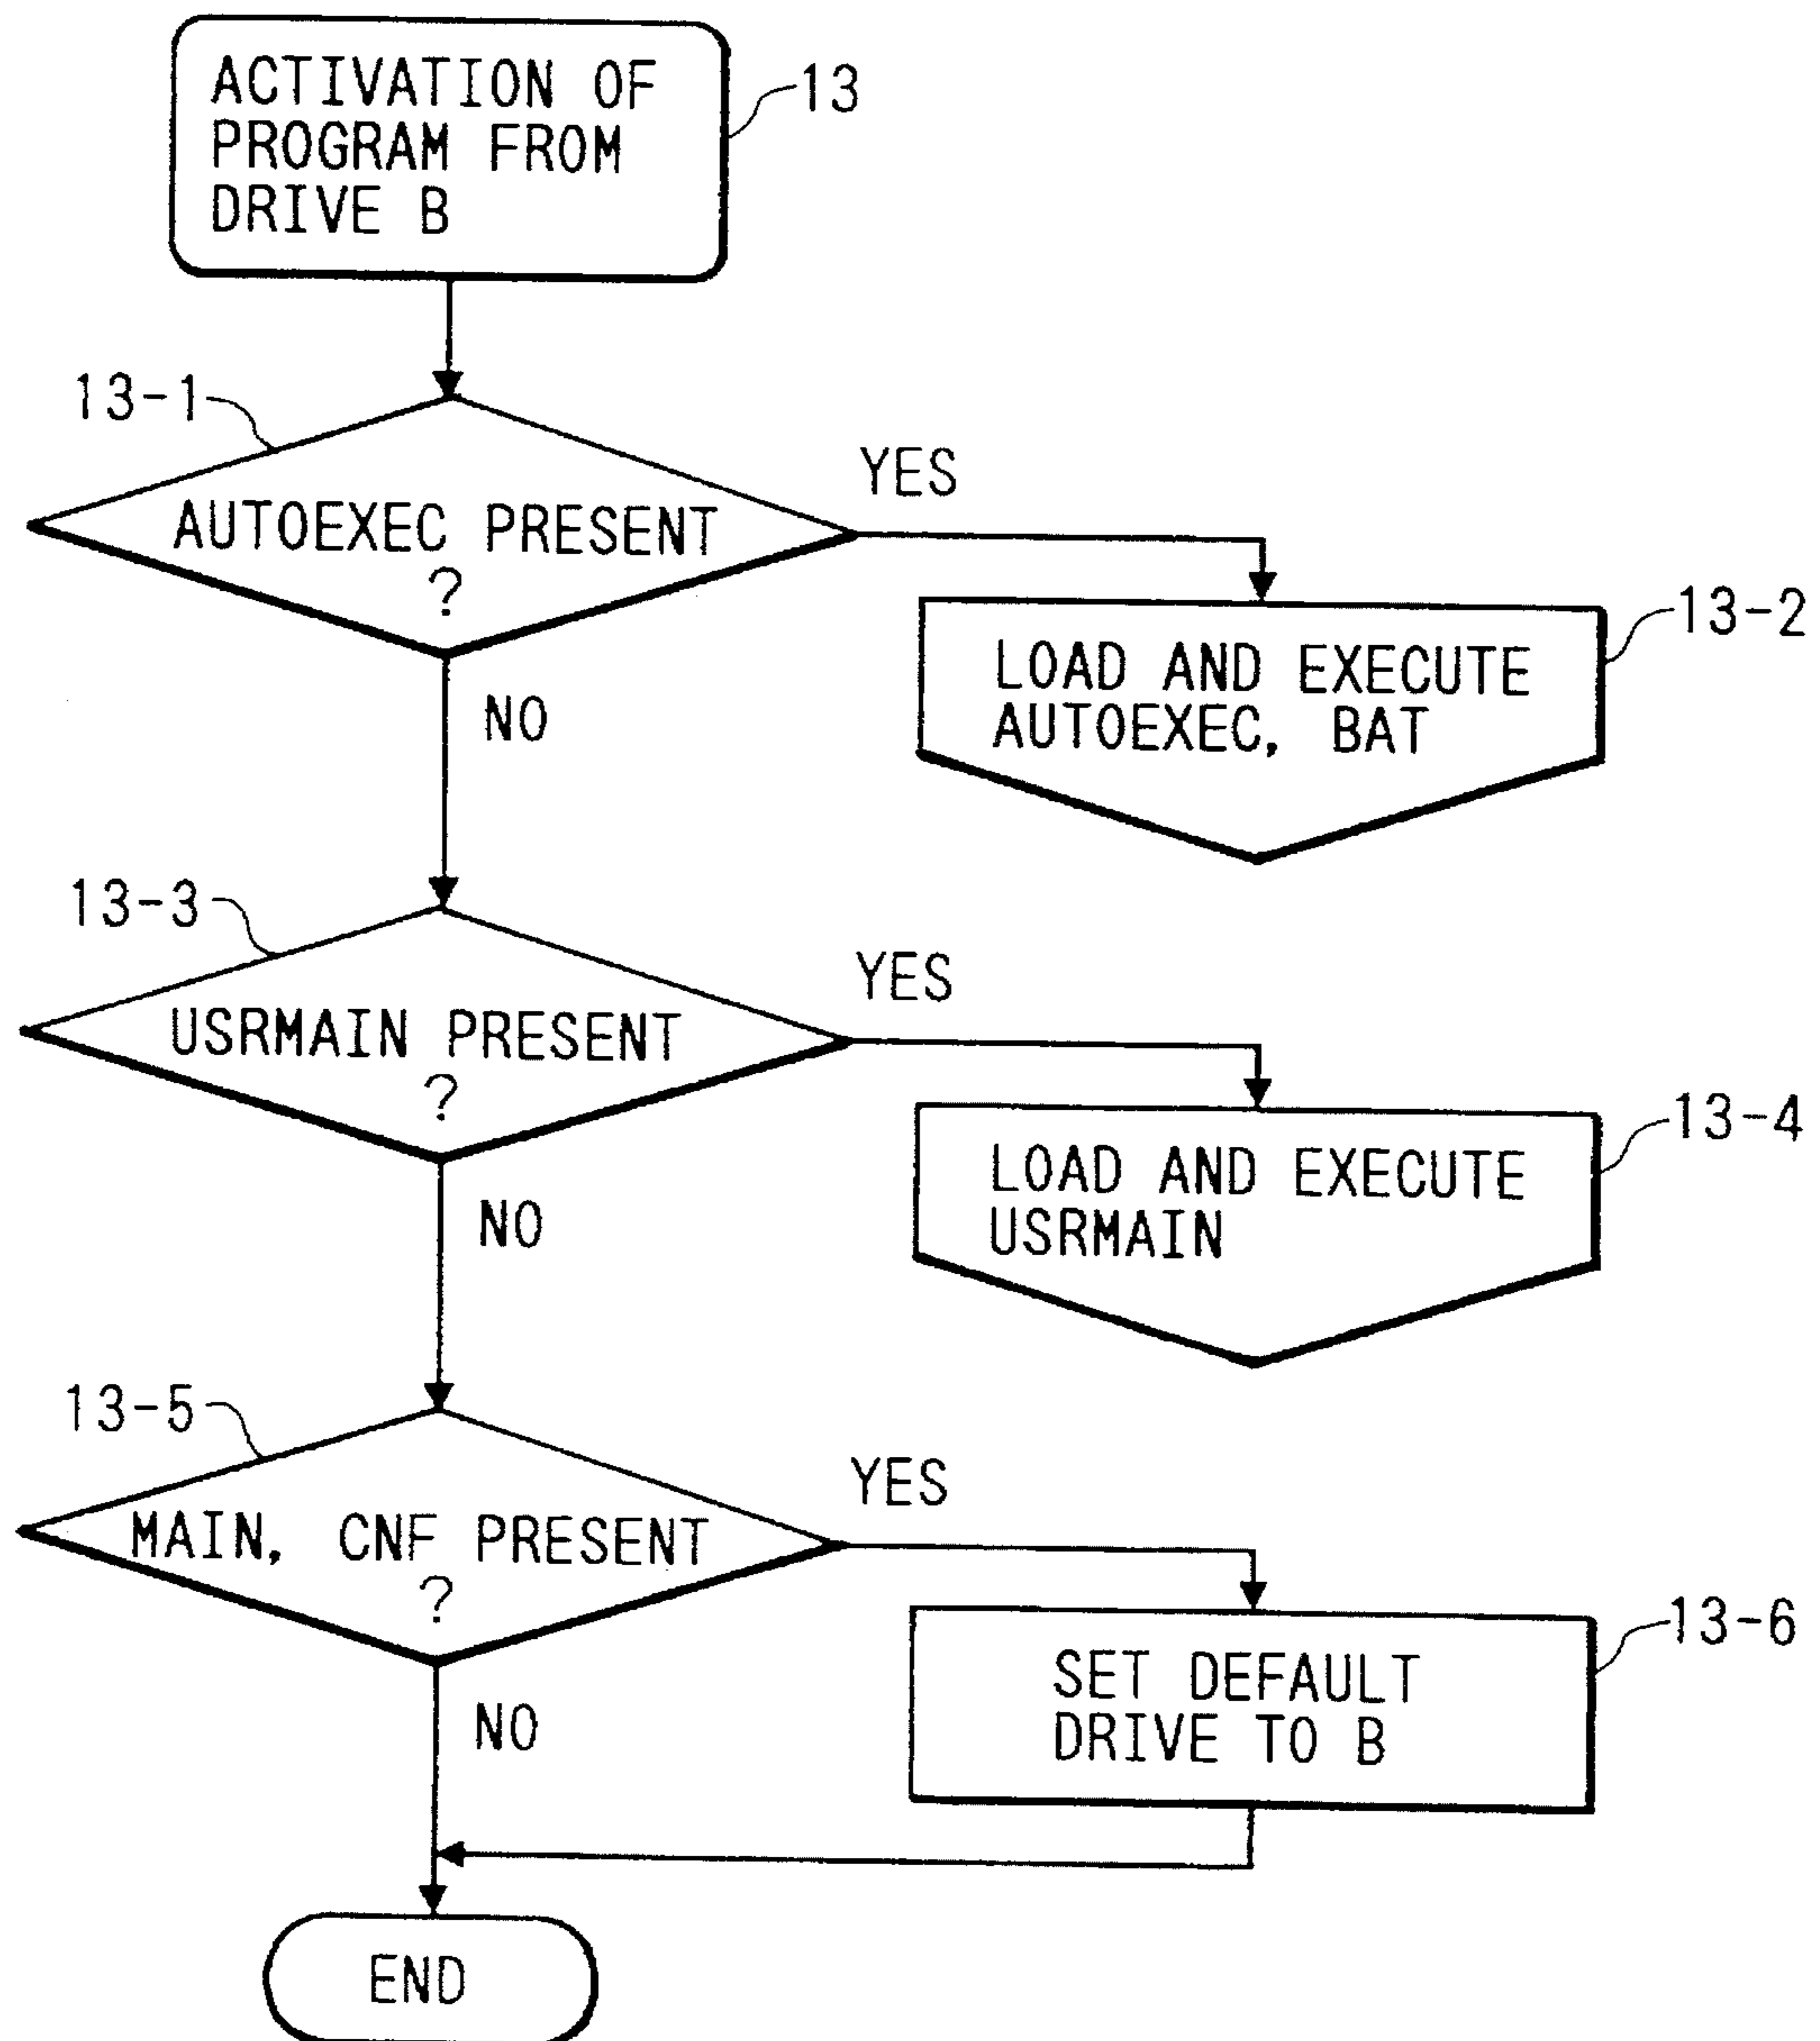 ACTIVATION OF
PROGRAM FROM
DRIVE B
13
13-1
AUTOEXEC PRESENT
?
YES
NO
LOAD AND EXECUTE
AUTOEXEC, BAT
13-2
13-3
USRMAIN PRESENT
?
YES
NO
LOAD AND EXECUTE
USRMAIN
13-4
13-5
MAIN, CNF PRESENT
?
YES
NO
SET DEFAULT
DRIVE TO B
13-6
END